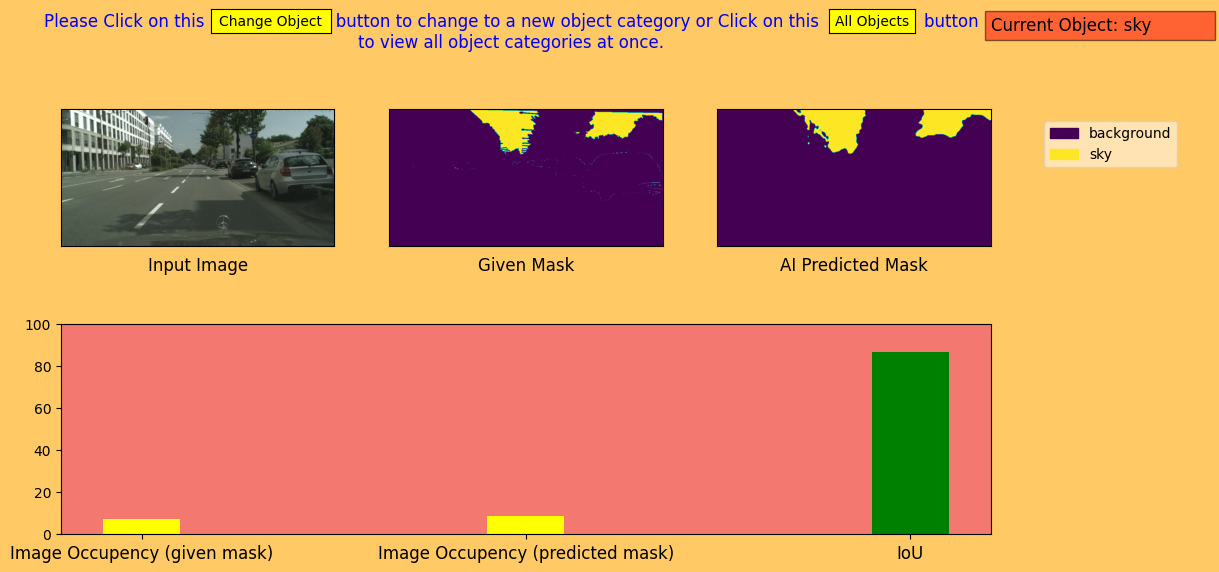 Please Click on this Change Object button to change to a new object category or Click on this All Objects button
to view all object categories at once.
Current Object: sky
background
sky
Input Image
Given Mask
AI Predicted Mask
100
80
60
40
20
0
Image Occupancy (given mask)
Image Occupancy (predicted mask)
IoU